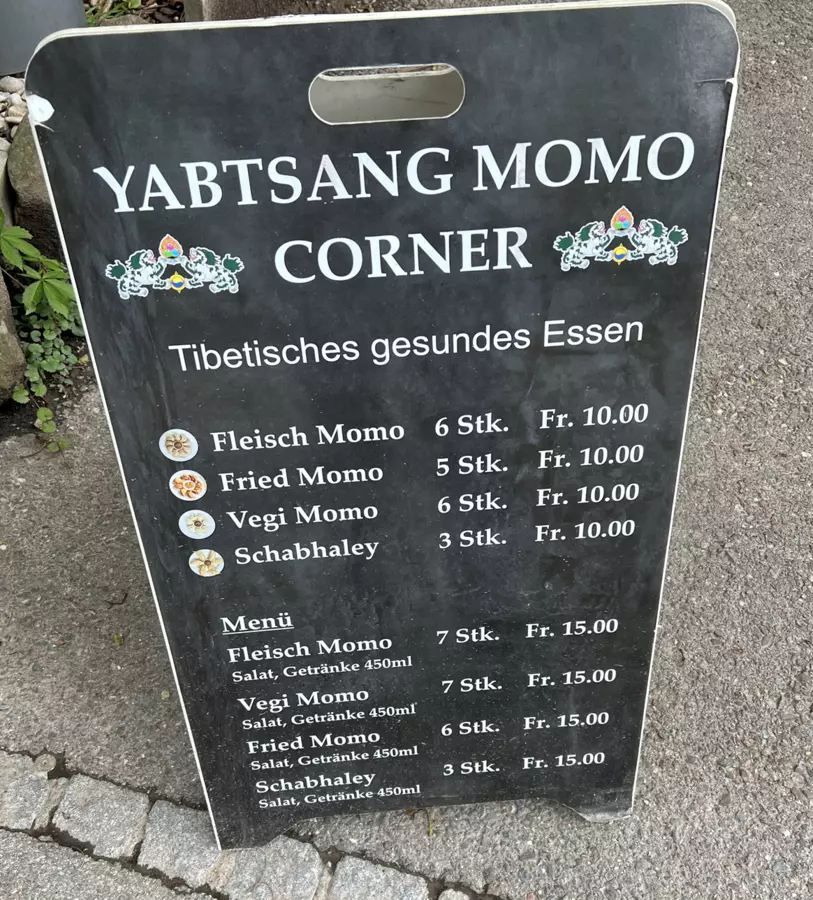 YABTSANG MOMO
CORNER
Tibetisches gesundes Essen
Fleisch Momo 6 Stk. Fr. 10.00
Fried Momo 5 Stk. Fr. 10.00
Vegi Momo 6 Stk. Fr. 10.00
Schabhaley 3 Stk. Fr. 10.00
Menü
Fleisch Momo 7 Stk. Fr. 15.00
Salat, Getränke 450ml
Vegi Momo 7 Stk. Fr. 15.00
Salat, Getränke 450ml
Fried Momo 6 Stk. Fr. 15.00
Salat, Getränke 450ml
Schabhaley 3 Stk. Fr. 15.00
Salat, Getränke 450ml